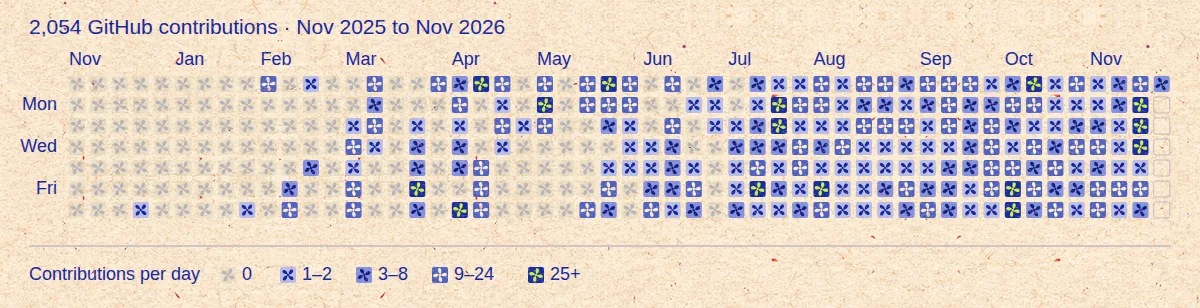 2,054 GitHub contributions · Nov 2025 to Nov 2026
Nov Jan Feb Mar Apr May Jun Jul Aug Sep Oct Nov
Mon
Wed
Fri
Contributions per day 0 1–2 3–8 9–24 25+